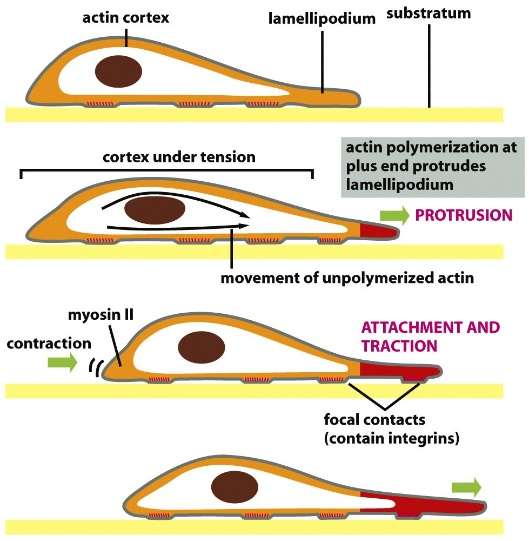 actin cortex
lamellipodium
substratum
cortex under tension
actin polymerization at
plus end protrudes
lamellipodium
PROTRUSION
movement of unpolymerized actin
myosin II
contraction
ATTACHMENT AND
TRACTION
focal contacts
(contain integrins)